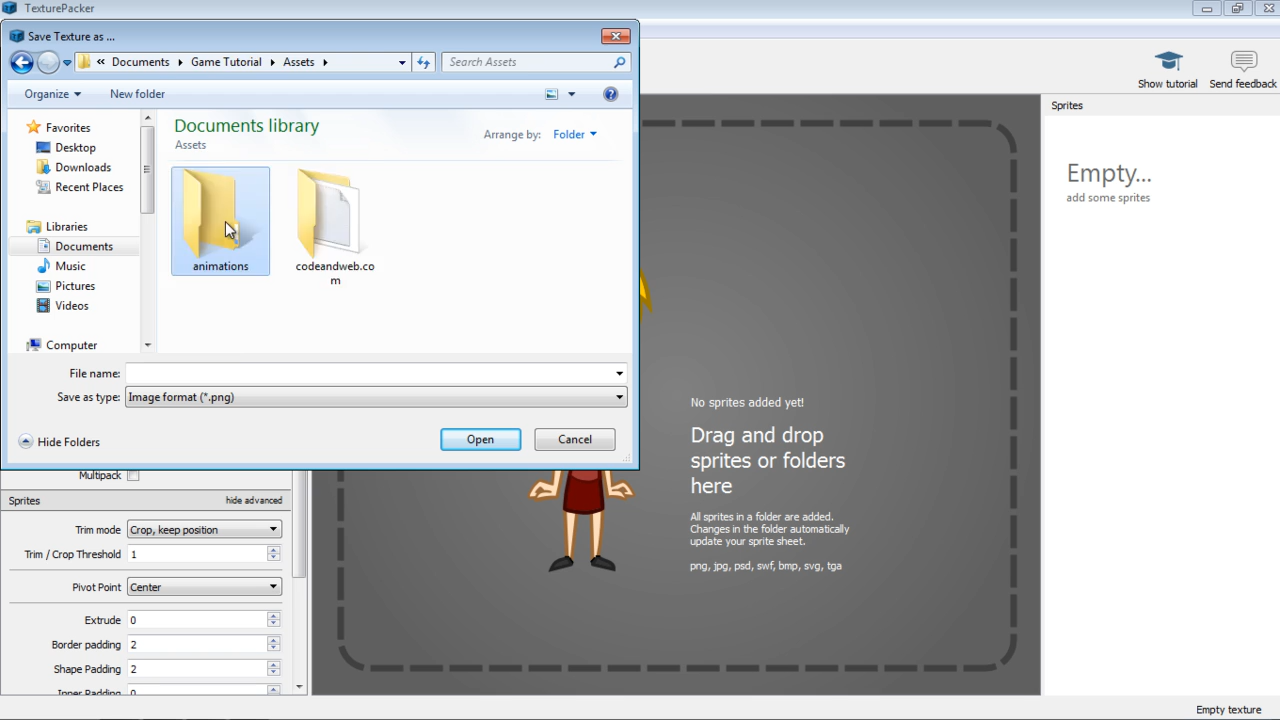 TexturePacker
Save Texture as ...
« Documents Game Tutorial Assets
Search Assets
Organize
New folder
Show tutorial
Send feedback
Favorites
Desktop
Downloads
Recent Places
Libraries
Documents
Music
Pictures
Videos
Computer
Documents library
Assets
Arrange by: Folder
animations
codeandweb.co
m
File name:
Save as type: Image format (*.png)
Hide Folders
Open
Cancel
Multipack
Sprites hide advanced
Trim mode Crop, keep position
Trim / Crop Threshold 1
Pivot Point Center
Extrude 0
Border padding 2
Shape Padding 2
Inner Padding 0
No sprites added yet!
Drag and drop
sprites or folders
here
All sprites in a folder are added.
Changes in the folder automatically
update your sprite sheet.
png, jpg, psd, swf, bmp, svg, tga
Sprites
Empty...
add some sprites
Empty texture